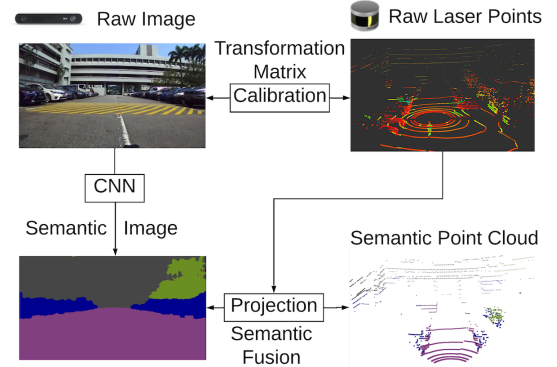 Raw Image
Raw Laser Points
Transformation
Matrix
Calibration
CNN
Semantic Image
Semantic Point Cloud
Projection
Semantic
Fusion